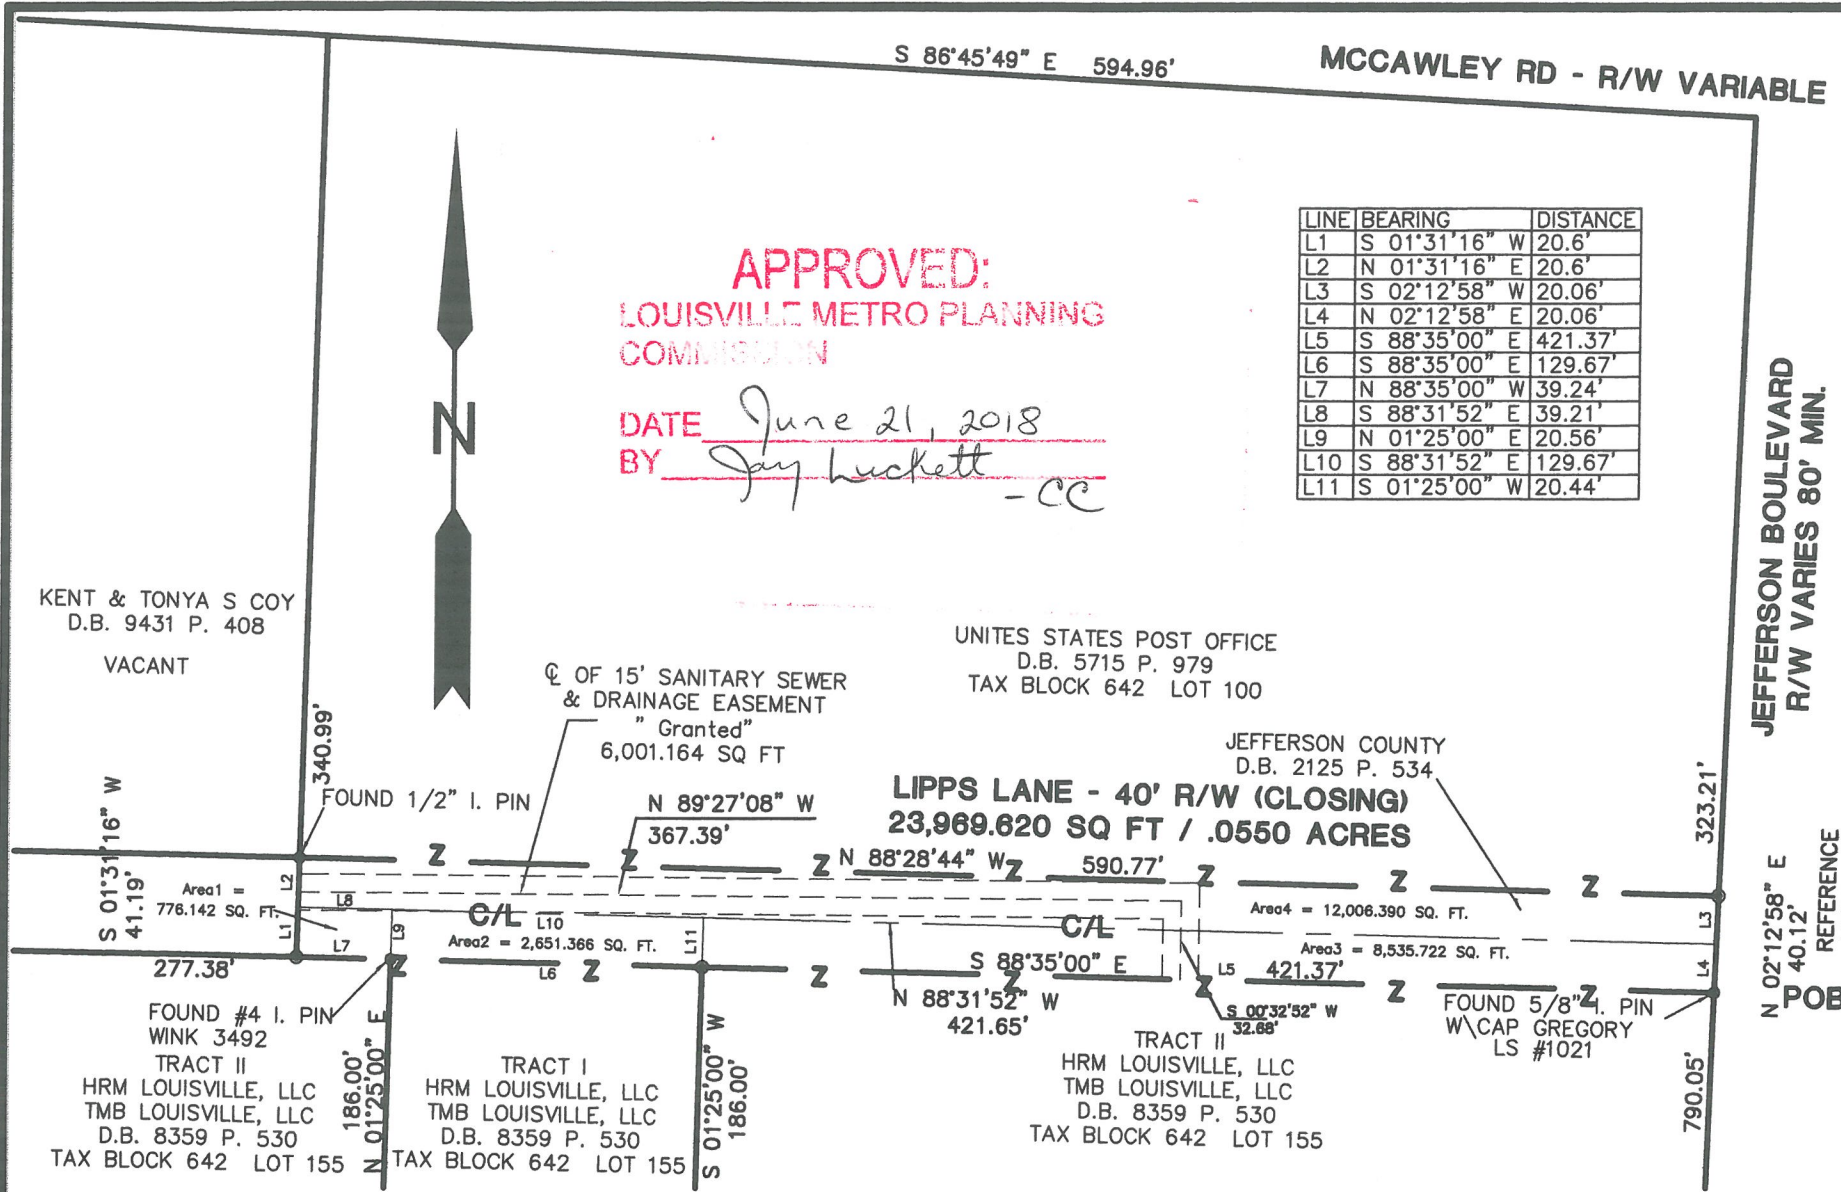 S 86°45'49" E 594.96'
MCCAWLEY RD - R/W VARIABLE
APPROVED:
LOUISVILLE METRO PLANNING
COMMISSION
DATE June 21, 2018
BY Jay Luckett
- CC
LINE BEARING DISTANCE
L1 S 01°31'16" W 20.6'
L2 N 01°31'16" E 20.6'
L3 S 02°12'58" W 20.06'
L4 N 02°12'58" E 20.06'
L5 S 88°35'00" E 421.37'
L6 S 88°35'00" E 129.67'
L7 N 88°35'00" W 39.24'
L8 S 88°31'52" E 39.21'
L9 N 01°25'00" E 20.56'
L10 S 88°31'52" E 129.67'
L11 S 01°25'00" W 20.44'
JEFFERSON BOULEVARD
R/W VARIES 80' MIN.
N
KENT & TONYA S COY
D.B. 9431 P. 408
VACANT
340.99'
℄ OF 15' SANITARY SEWER
& DRAINAGE EASEMENT
" Granted"
6,001.164 SQ FT
UNITES STATES POST OFFICE
D.B. 5715 P. 979
TAX BLOCK 642 LOT 100
JEFFERSON COUNTY
D.B. 2125 P. 534
323.21'
FOUND 1/2" I. PIN
N 89°27'08" W
367.39'
LIPPS LANE - 40' R/W (CLOSING)
23,969.620 SQ FT / .0550 ACRES
S 01°31'16" W
41.19'
Z Z Z N 88°28'44" W Z 590.77' Z Z Z
Area1 =
776.142 SQ. FT.
L2
L8
L1
L7
L9
C/L L10
Area2 = 2,651.366 SQ. FT.
L11
C/L
Area4 = 12,006.390 SQ. FT.
L3
Area3 = 8,535.722 SQ. FT.
L4
277.38'
Z L6 Z Z S 88°35'00" E Z Z L5 421.37' Z Z
N 88°31'52" W
421.65'
S 00°32'52" W
32.68'
N 02°12'58" E
40.12'
REFERENCE
POB
FOUND #4 I. PIN
WINK 3492
FOUND 5/8" I. PIN
W\CAP GREGORY
LS #1021
TRACT II
HRM LOUISVILLE, LLC
TMB LOUISVILLE, LLC
D.B. 8359 P. 530
TAX BLOCK 642 LOT 155
186.00'
N 01°25'00" E
TRACT I
HRM LOUISVILLE, LLC
TMB LOUISVILLE, LLC
D.B. 8359 P. 530
TAX BLOCK 642 LOT 155
S 01°25'00" W
186.00'
TRACT II
HRM LOUISVILLE, LLC
TMB LOUISVILLE, LLC
D.B. 8359 P. 530
TAX BLOCK 642 LOT 155
790.05'